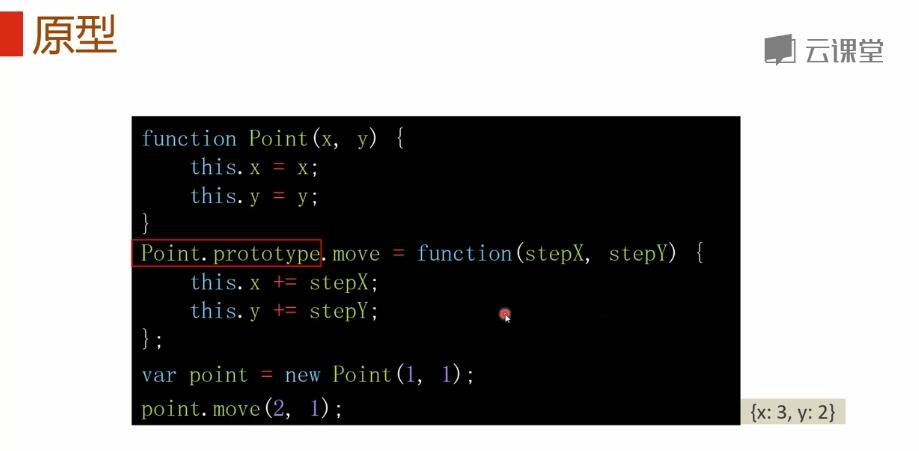 原型
云课堂
function Point(x, y) {
    this.x = x;
    this.y = y;
}
Point.prototype.move = function(stepX, stepY) {
    this.x += stepX;
    this.y += stepY;
};
var point = new Point(1, 1);
point.move(2, 1);
{x: 3, y: 2}